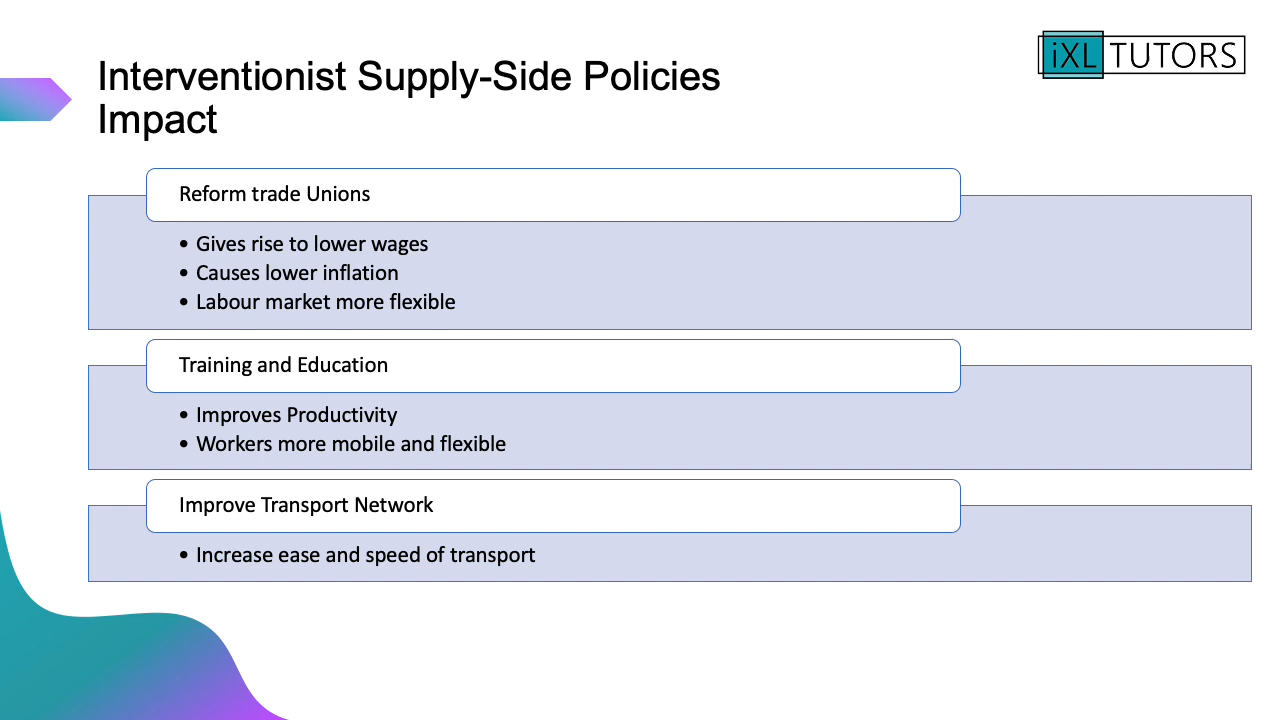 Interventionist Supply-Side Policies
Impact
iXL TUTORS
Reform trade Unions
• Gives rise to lower wages
• Causes lower inflation
• Labour market more flexible
Training and Education
• Improves Productivity
• Workers more mobile and flexible
Improve Transport Network
• Increase ease and speed of transport